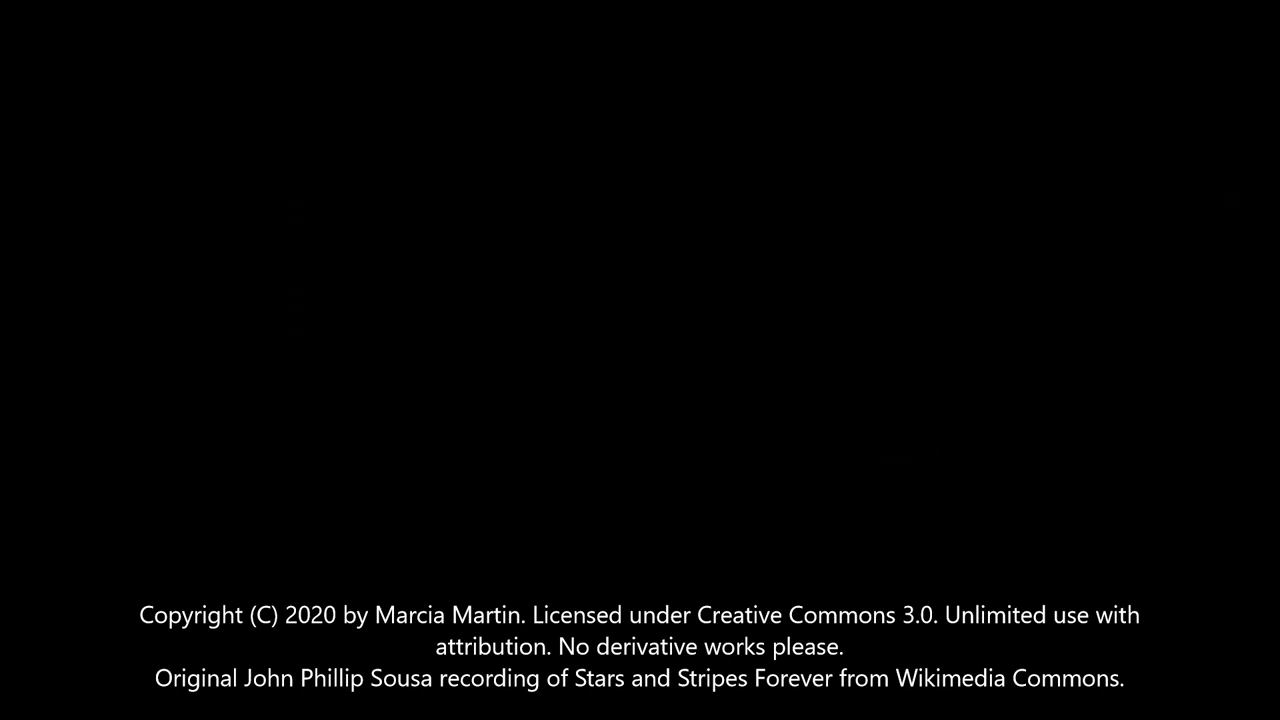 Copyright (C) 2020 by Marcia Martin. Licensed under Creative Commons 3.0. Unlimited use with
attribution. No derivative works please.
Original John Phillip Sousa recording of Stars and Stripes Forever from Wikimedia Commons.